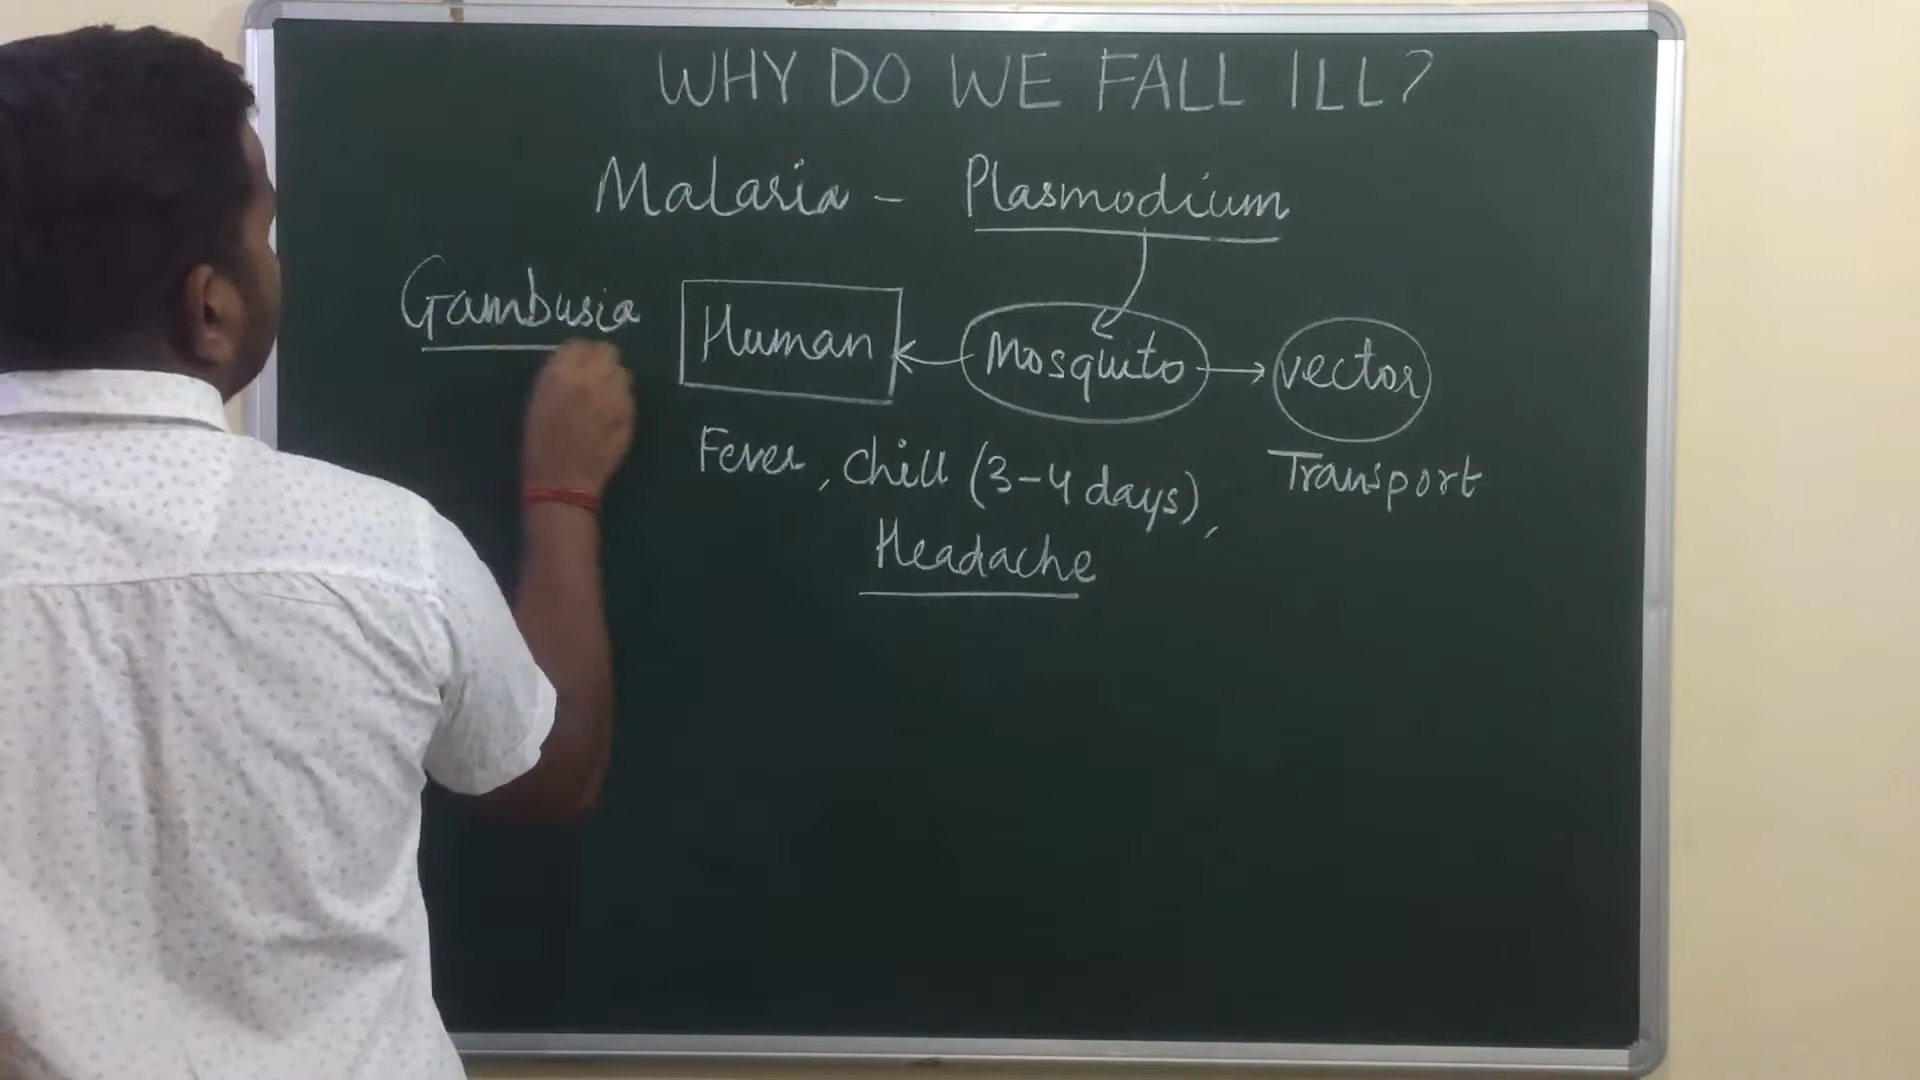 WHY DO WE FALL ILL?
Malaria - Plasmodium
Gambusia
Human
Mosquito
vector
Fever, chill (3-4 days),
Transport
Headache